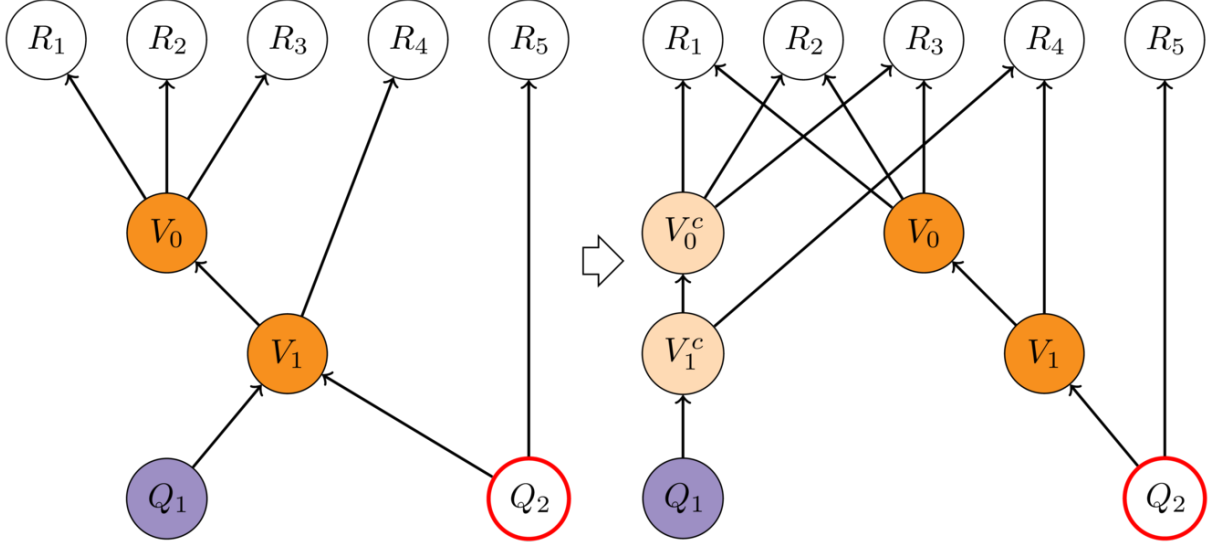 R₁ R₂ R₃ R₄ R₅ R₁ R₂ R₃ R₄ R₅
V₀ V₀ᶜ V₀
V₁ V₁ᶜ V₁
Q₁ Q₂ Q₁ Q₂